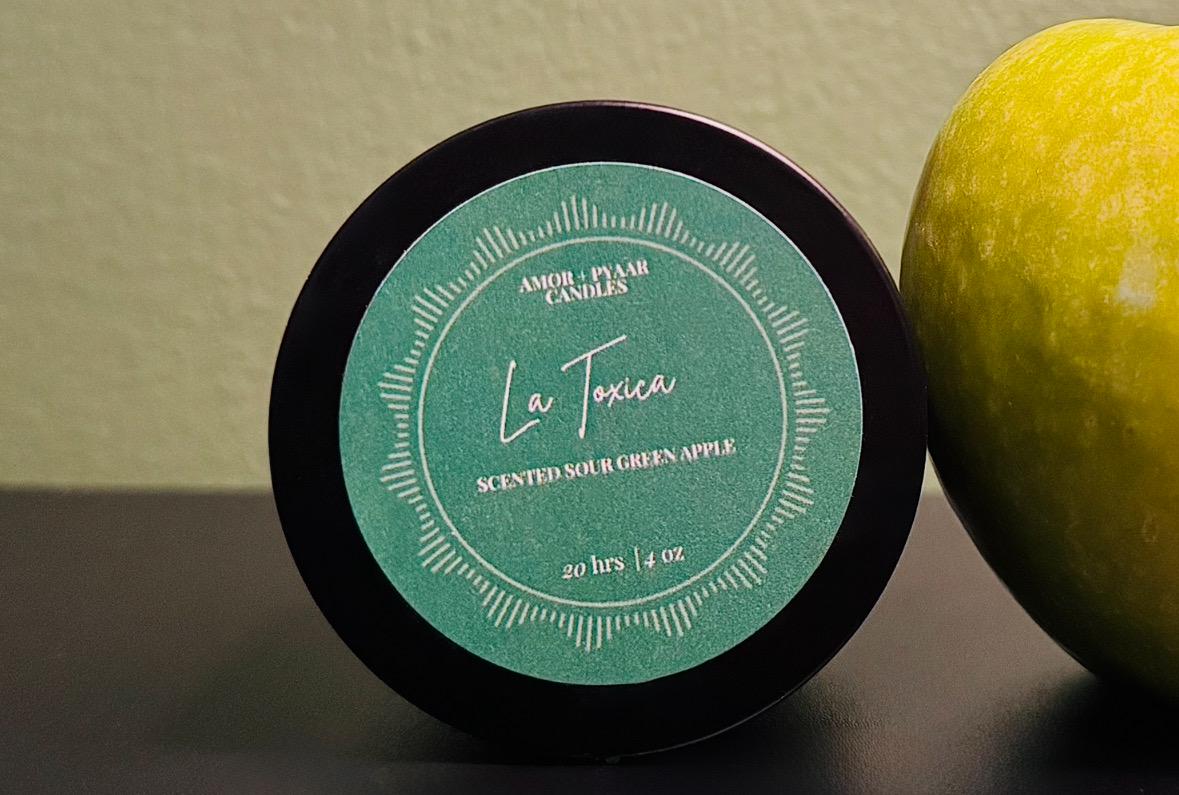 AMOR + PYAAR
CANDLES
La Toxica
SCENTED SOUR GREEN APPLE
20 hrs | 4 oz